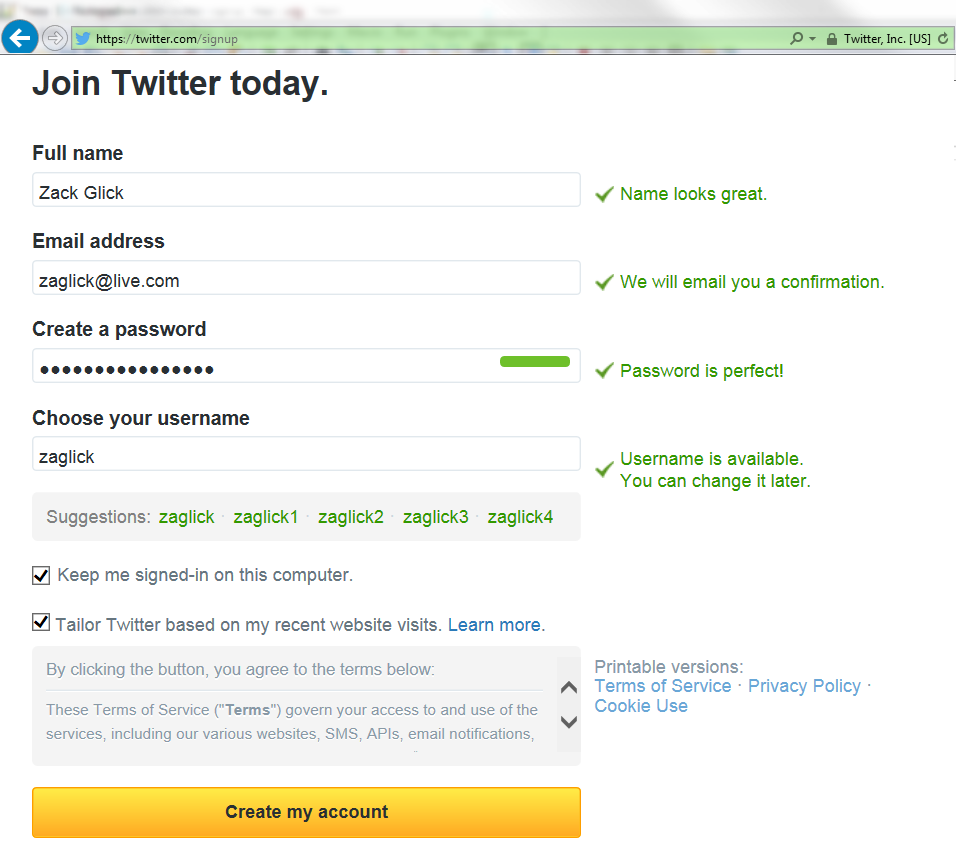 https://twitter.com/signup
Twitter, Inc. [US]
Join Twitter today.
Full name
Zack Glick
Name looks great.
Email address
zaglick@live.com
We will email you a confirmation.
Create a password
••••••••••••••••
Password is perfect!
Choose your username
zaglick
Username is available.
You can change it later.
Suggestions: zaglick · zaglick1 · zaglick2 · zaglick3 · zaglick4
Keep me signed-in on this computer.
Tailor Twitter based on my recent website visits. Learn more.
By clicking the button, you agree to the terms below:
These Terms of Service ("Terms") govern your access to and use of the
services, including our various websites, SMS, APIs, email notifications,
Printable versions:
Terms of Service · Privacy Policy ·
Cookie Use
Create my account